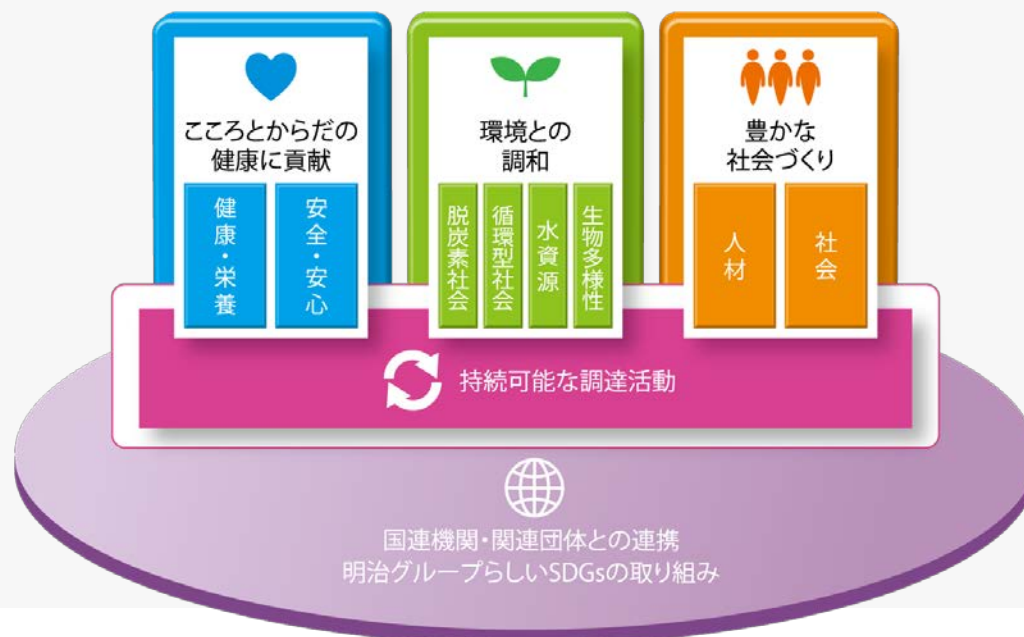 こころとからだの
健康に貢献
健康・栄養
安全・安心
環境との
調和
脱炭素社会
循環型社会
水資源
生物多様性
豊かな
社会づくり
人材
社会
持続可能な調達活動
国連機関・関連団体との連携
明治グループらしいSDGsの取り組み